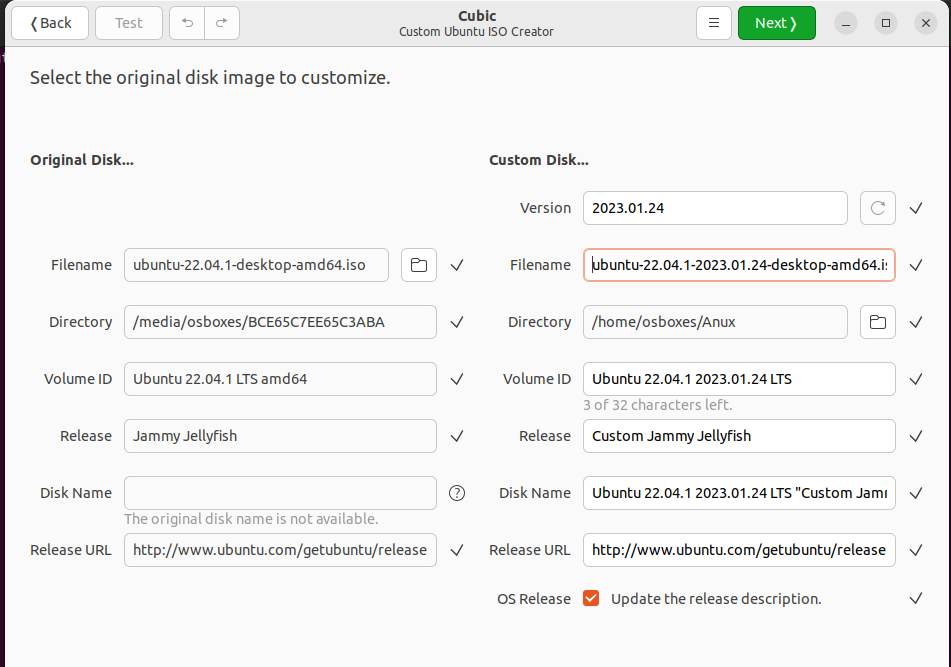 Back
Test
Cubic
Custom Ubuntu ISO Creator
Next
Select the original disk image to customize.
Original Disk...
Custom Disk...
Version 2023.01.24
Filename ubuntu-22.04.1-desktop-amd64.iso
Filename ubuntu-22.04.1-2023.01.24-desktop-amd64.is
Directory /media/osboxes/BCE65C7EE65C3ABA
Directory /home/osboxes/Anux
Volume ID Ubuntu 22.04.1 LTS amd64
Volume ID Ubuntu 22.04.1 2023.01.24 LTS
3 of 32 characters left.
Release Jammy Jellyfish
Release Custom Jammy Jellyfish
Disk Name
The original disk name is not available.
Disk Name Ubuntu 22.04.1 2023.01.24 LTS "Custom Jamm
Release URL http://www.ubuntu.com/getubuntu/release
Release URL http://www.ubuntu.com/getubuntu/release
OS Release Update the release description.